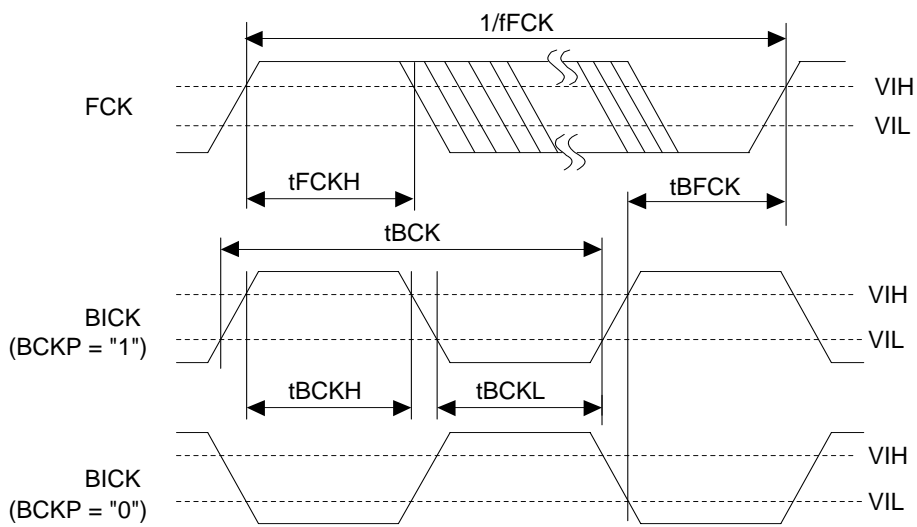 1/fFCK
FCK
VIH
VIL
tFCKH
tBFCK
tBCK
BICK
(BCKP = "1")
VIH
VIL
tBCKH
tBCKL
BICK
(BCKP = "0")
VIH
VIL